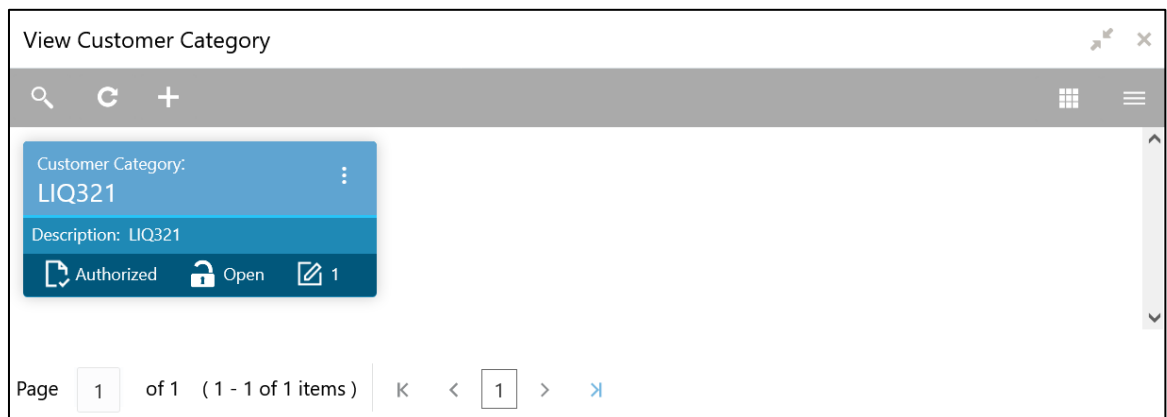 View Customer Category
Customer Category:
LIQ321
Description: LIQ321
Authorized Open 1
Page 1 of 1 ( 1 - 1 of 1 items ) 1